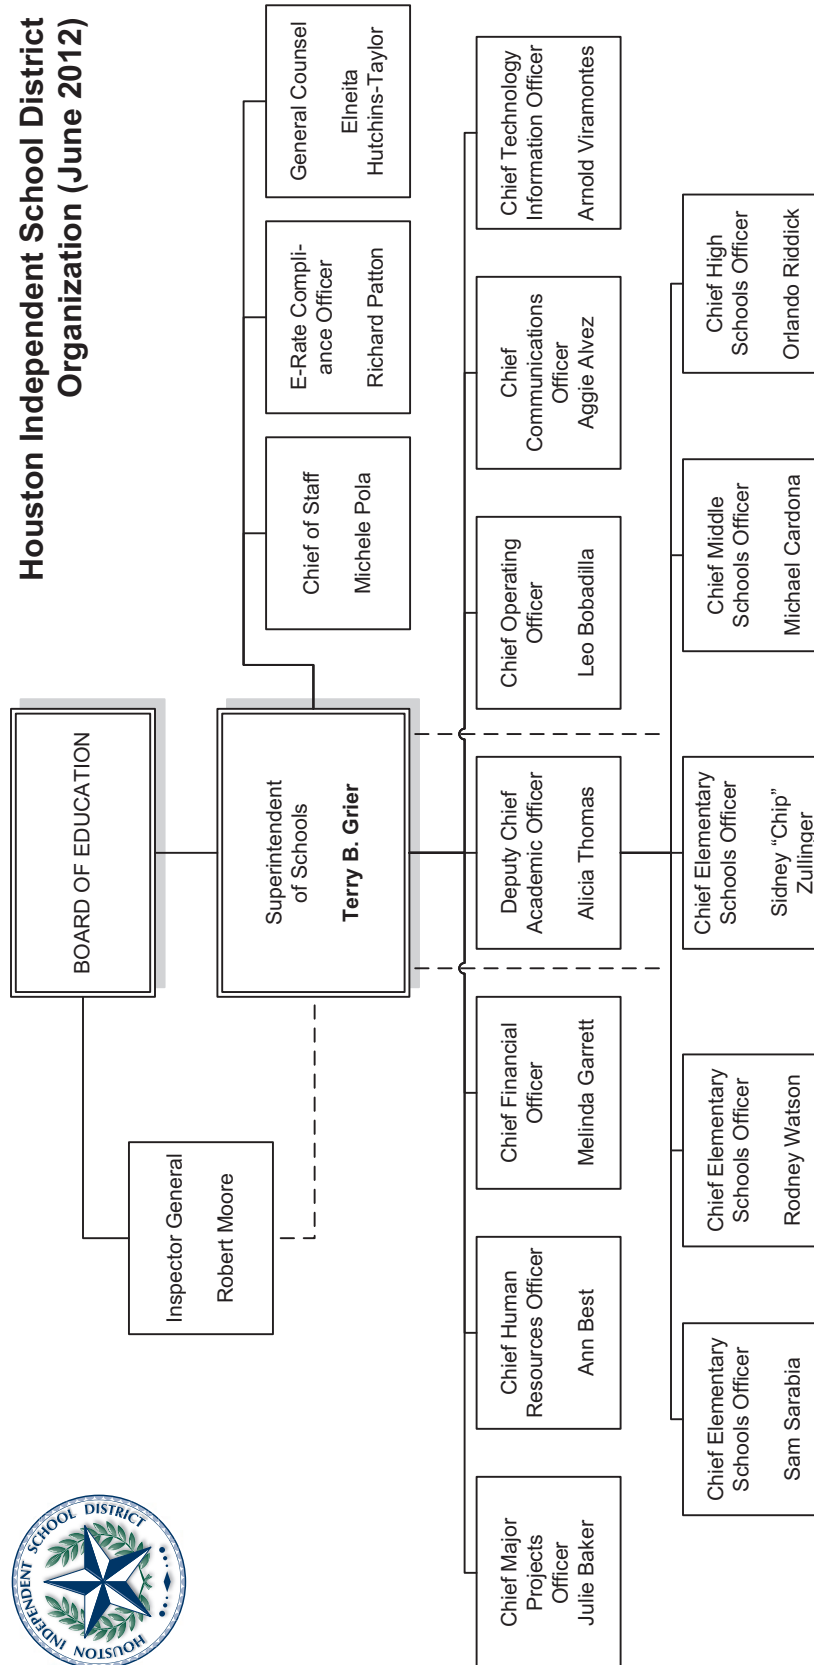 Houston Independent School District
Organization (June 2012)
HOUSTON INDEPENDENT SCHOOL DISTRICT
BOARD OF EDUCATION
Inspector General
Robert Moore
Superintendent
of Schools
Terry B. Grier
Chief of Staff
Michele Pola
E-Rate Compli-
ance Officer
Richard Patton
General Counsel
Elneita
Hutchins-Taylor
Chief Major
Projects
Officer
Julie Baker
Chief Human
Resources Officer
Ann Best
Chief Financial
Officer
Melinda Garrett
Deputy Chief
Academic Officer
Alicia Thomas
Chief Operating
Officer
Leo Bobadilla
Chief
Communications
Officer
Aggie Alvez
Chief Technology
Information Officer
Arnold Viramontes
Chief Elementary
Schools Officer
Sam Sarabia
Chief Elementary
Schools Officer
Rodney Watson
Chief Elementary
Schools Officer
Sidney “Chip”
Zullinger
Chief Middle
Schools Officer
Michael Cardona
Chief High
Schools Officer
Orlando Riddick